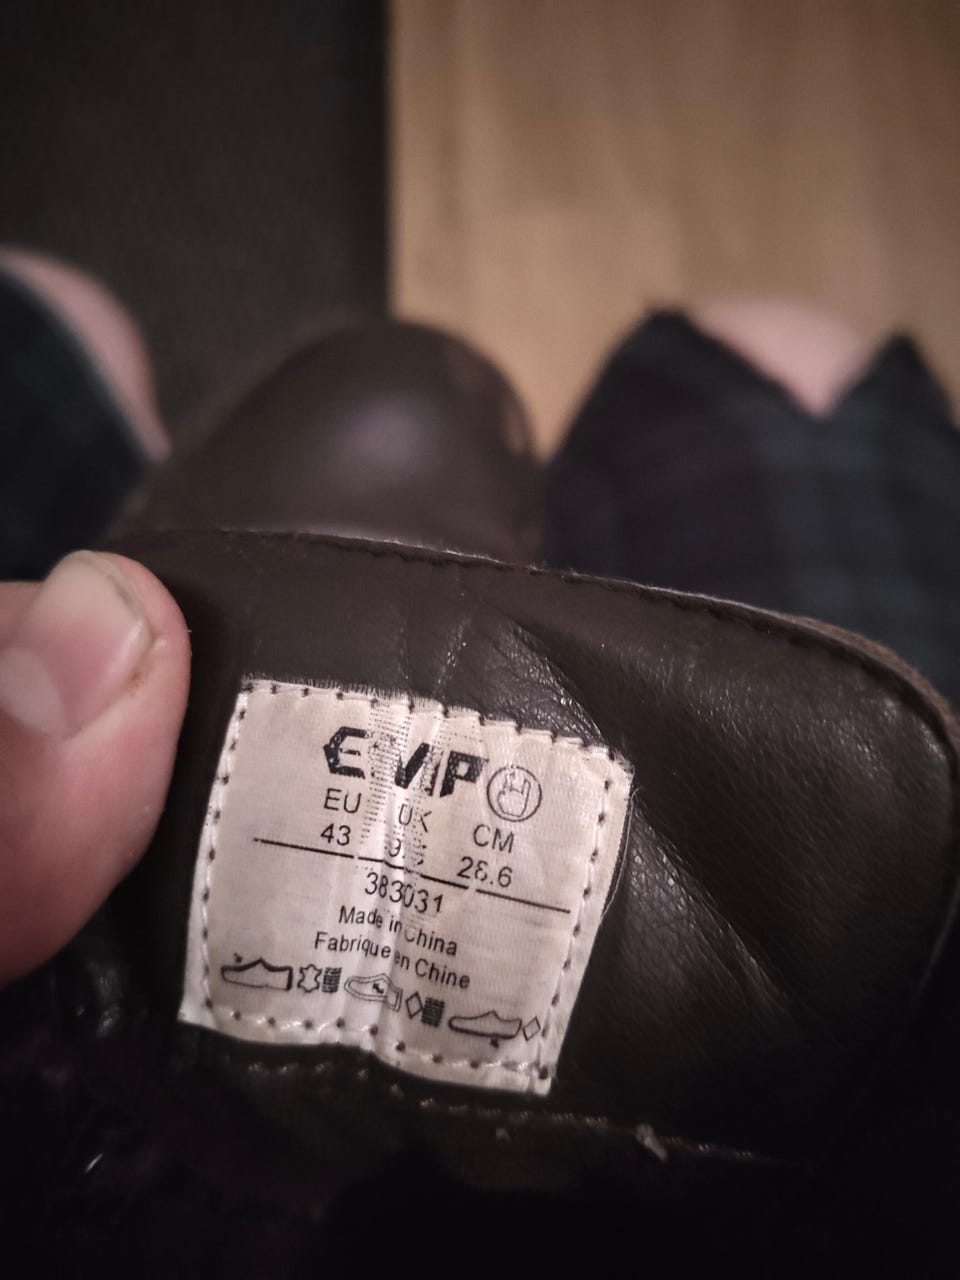 EMP
EU UK CM
43 28.6
383031
Made in China
Fabrique en Chine